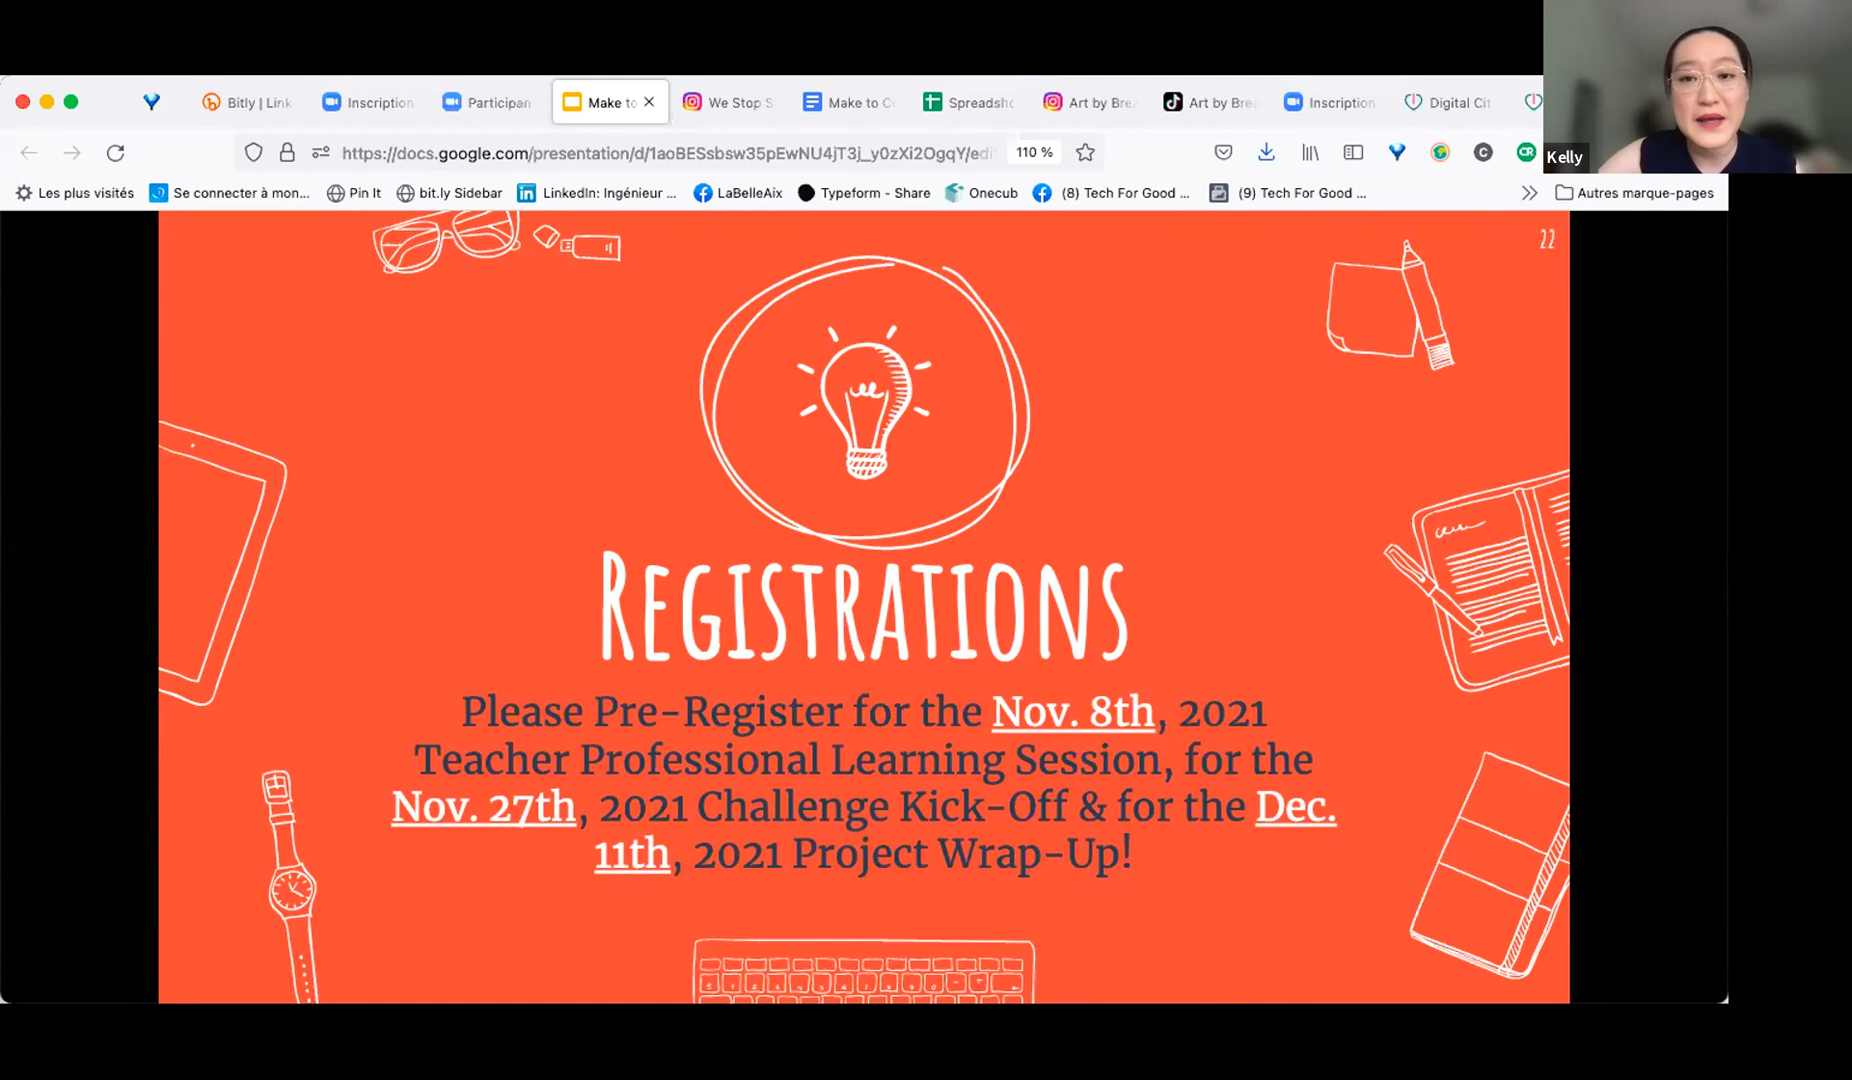 Bitly | Link
Inscription
Participan
Make to
We Stop S
Make to C
Spreadsho
Art by Brea
Art by Brea
Inscription
Digital Cit
https://docs.google.com/presentation/d/1aoBESsbsw35pEwNU4jT3j_y0zXi2OgqY/edi
110 %
Les plus visités
Se connecter à mon...
Pin It
bit.ly Sidebar
LinkedIn: Ingénieur ...
LaBelleAix
Typeform - Share
Onecub
(8) Tech For Good ...
(9) Tech For Good ...
Autres marque-pages
Kelly
22
REGISTRATIONS
Please Pre-Register for the Nov. 8th, 2021
Teacher Professional Learning Session, for the
Nov. 27th, 2021 Challenge Kick-Off & for the Dec.
11th, 2021 Project Wrap-Up!